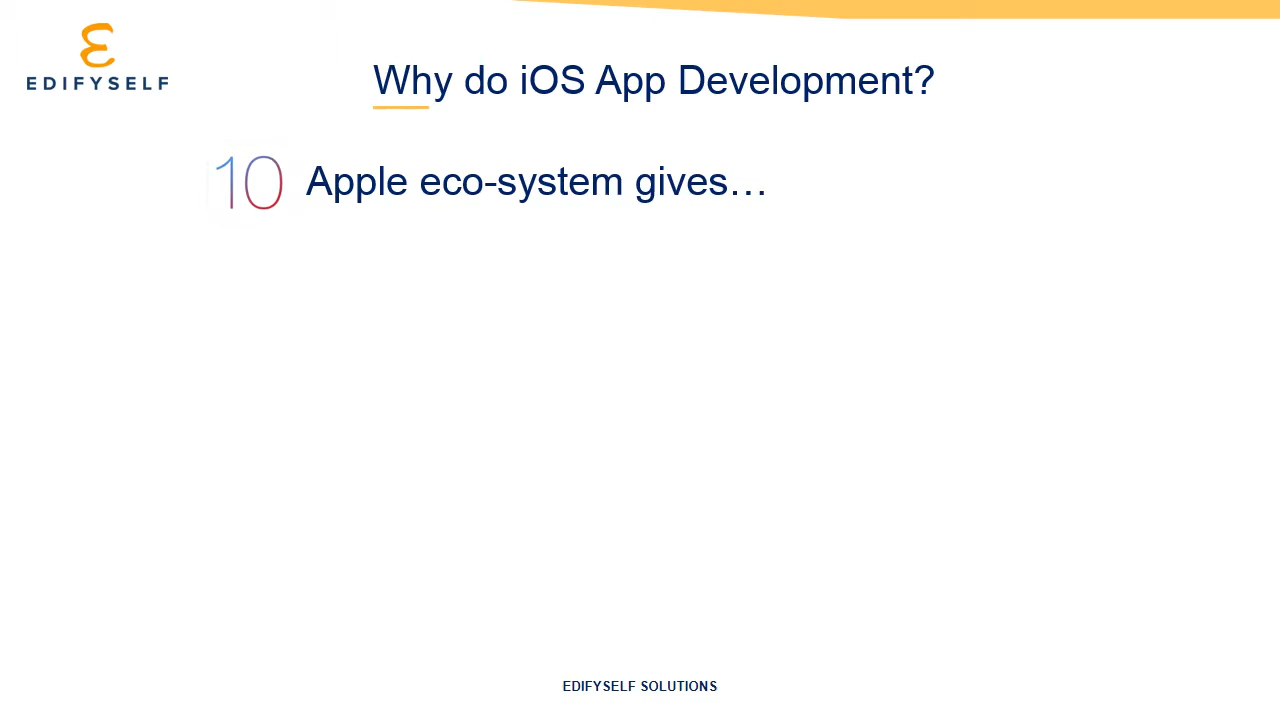 EDIFYSELF
Why do iOS App Development?
10 Apple eco-system gives…
EDIFYSELF SOLUTIONS